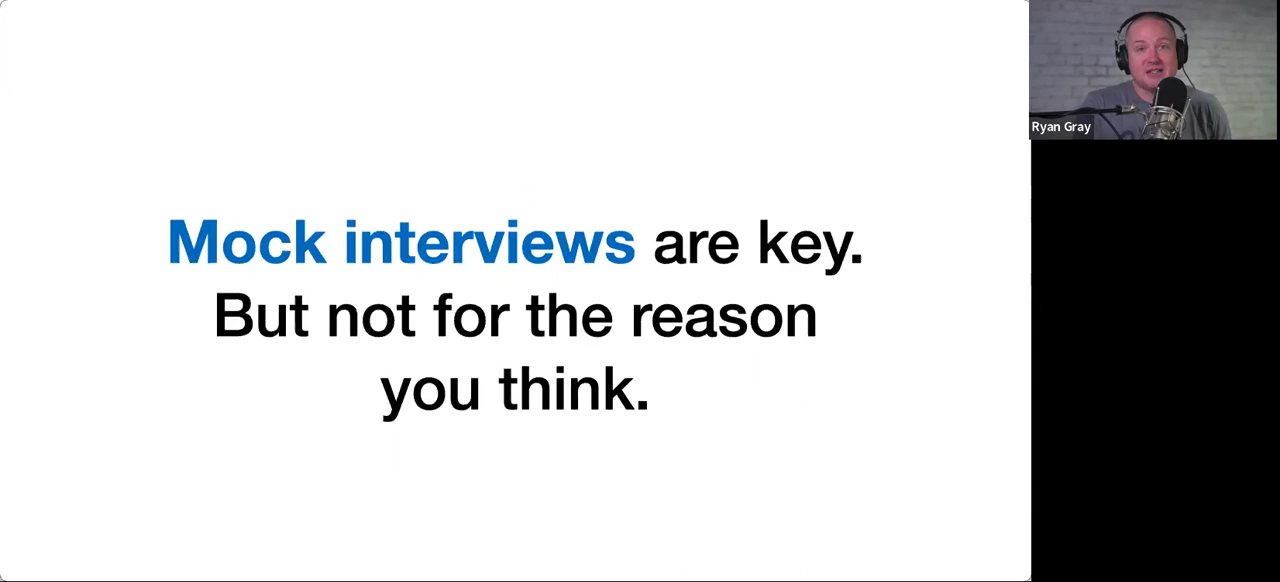 Mock interviews are key.
But not for the reason
you think.
Ryan Gray